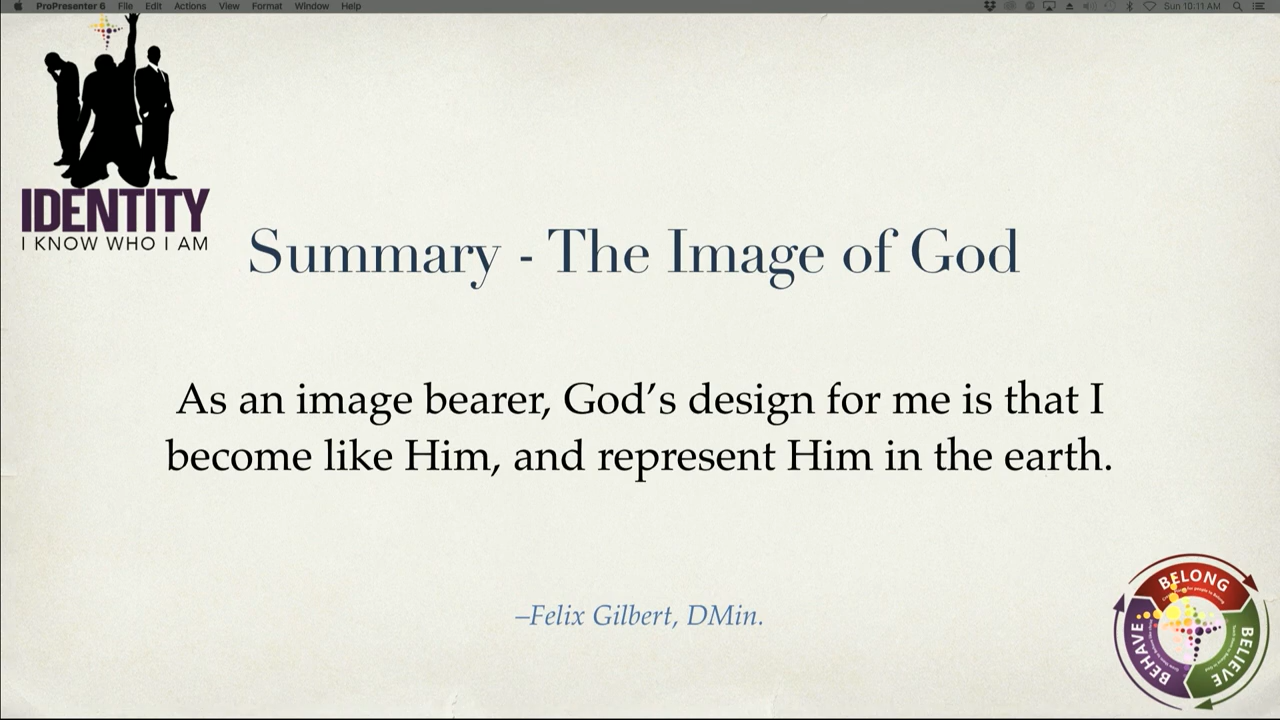 ProPresenter 6 File Edit Actions View Format Window Help Sun 10:11 AM
IDENTITY
I KNOW WHO I AM
Summary - The Image of God
As an image bearer, God's design for me is that I
become like Him, and represent Him in the earth.
–Felix Gilbert, DMin.
BELONG
BELIEVE
BEHAVE